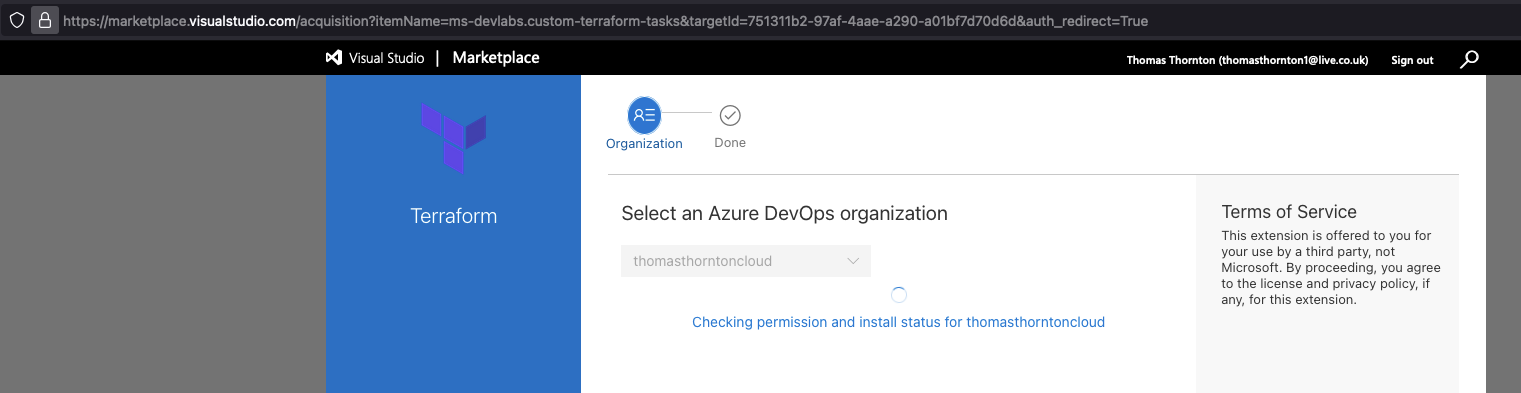 https://marketplace.visualstudio.com/acquisition?itemName=ms-devlabs.custom-terraform-tasks&targetId=751311b2-97af-4aae-a290-a01bf7d70d6d&auth_redirect=True
Visual Studio | Marketplace
Thomas Thornton (thomasthornton1@live.co.uk) Sign out
Terraform
Organization
Done
Select an Azure DevOps organization
thomasthorntoncloud
Checking permission and install status for thomasthorntoncloud
Terms of Service
This extension is offered to you for
your use by a third party, not
Microsoft. By proceeding, you agree
to the license and privacy policy, if
any, for this extension.